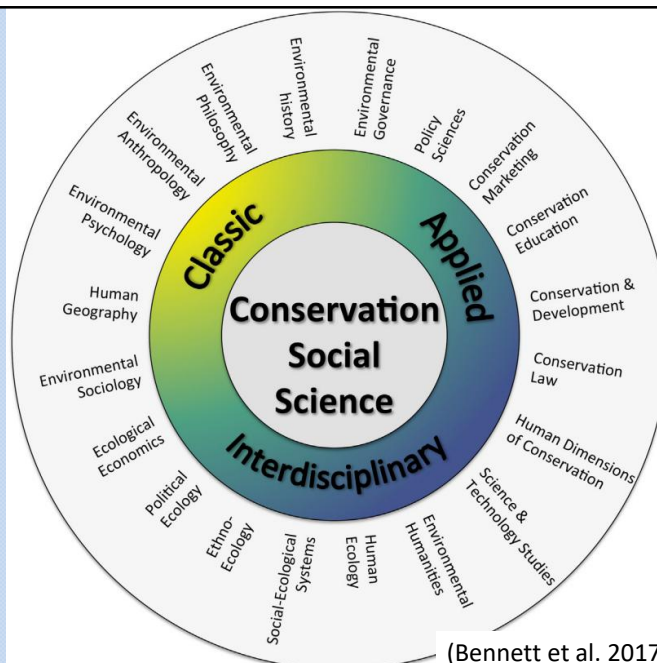 Conservation
Social
Science
Classic
Applied
Interdisciplinary
Environmental
history
Environmental
Governance
Policy
Sciences
Conservation
Marketing
Conservation
Education
Conservation &
Development
Conservation
Law
Human Dimensions
of Conservation
Science &
Technology Studies
Environmental
Humanities
Human
Ecology
Social-Ecological
Systems
Ethno-
Ecology
Political
Ecology
Ecological
Economics
Environmental
Sociology
Human
Geography
Environmental
Psychology
Environmental
Anthropology
Environmental
Philosophy
(Bennett et al. 2017